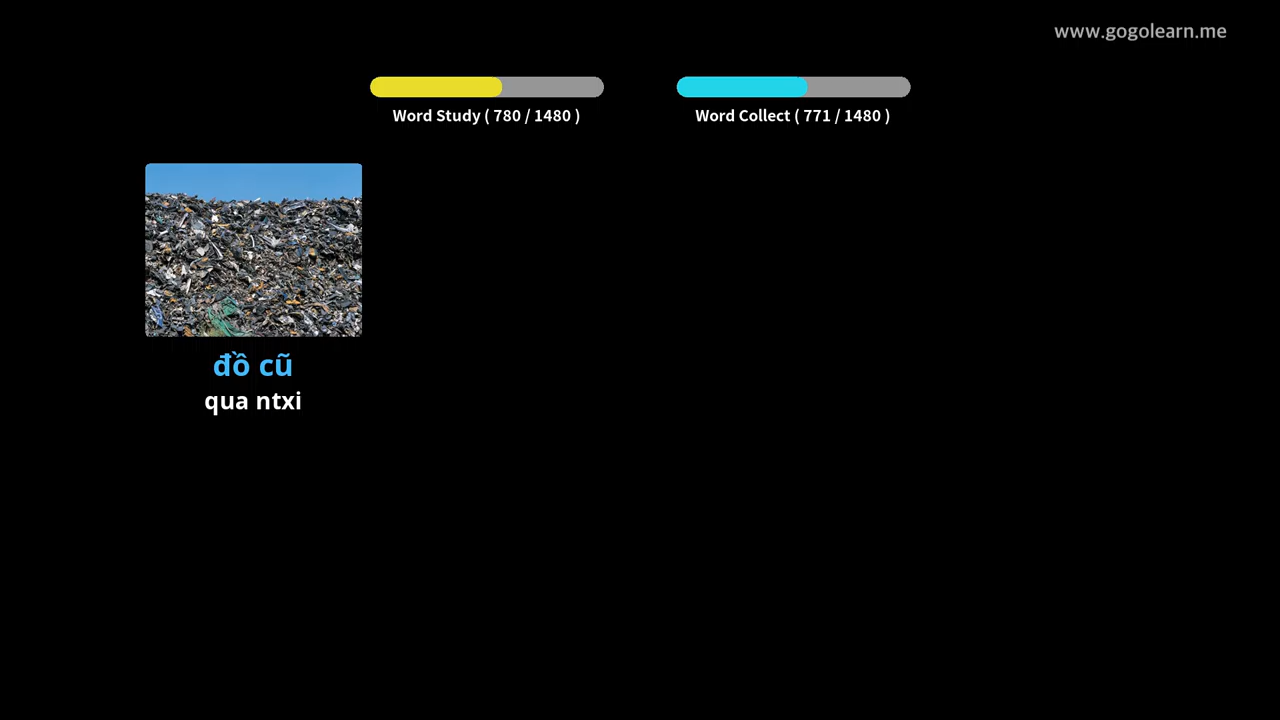 www.gogolearn.me
Word Study ( 780 / 1480 )
Word Collect ( 771 / 1480 )
đồ cũ
qua ntxi